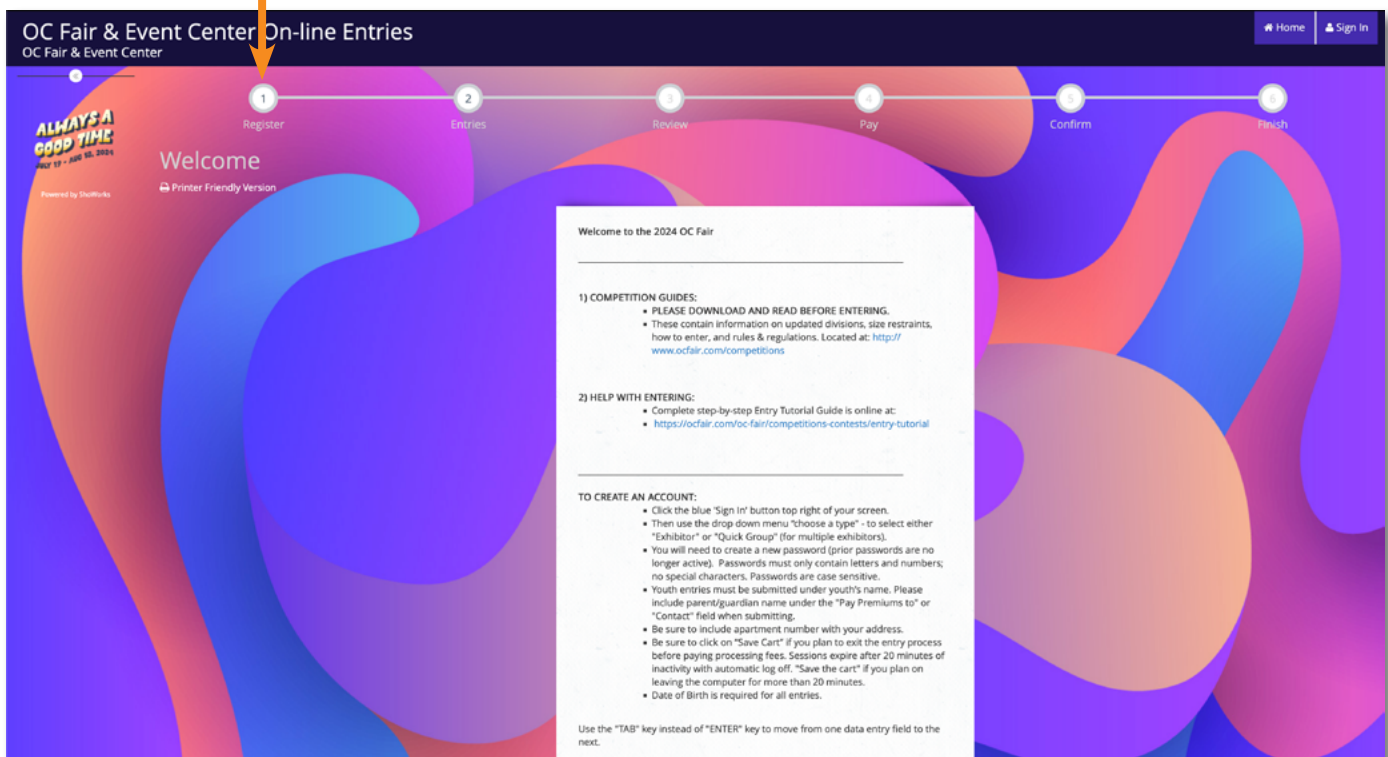 OC Fair & Event Center On-line Entries
OC Fair & Event Center
Home
Sign In
1
2
3
4
5
6
Register
Entries
Review
Pay
Confirm
Finish
ALWAYS A
GOOD TIME
JULY 19 - AUG 18, 2024
Powered by ShoWorks
Welcome
Printer Friendly Version
Welcome to the 2024 OC Fair
1) COMPETITION GUIDES:
▪ PLEASE DOWNLOAD AND READ BEFORE ENTERING.
▪ These contain information on updated divisions, size restraints,
how to enter, and rules & regulations. Located at: http://
www.ocfair.com/competitions
2) HELP WITH ENTERING:
▪ Complete step-by-step Entry Tutorial Guide is online at:
▪ https://ocfair.com/oc-fair/competitions-contests/entry-tutorial
TO CREATE AN ACCOUNT:
▪ Click the blue 'Sign In' button top right of your screen.
▪ Then use the drop down menu "choose a type" - to select either
"Exhibitor" or "Quick Group" (for multiple exhibitors).
▪ You will need to create a new password (prior passwords are no
longer active). Passwords must only contain letters and numbers;
no special characters. Passwords are case sensitive.
▪ Youth entries must be submitted under youth's name. Please
include parent/guardian name under the "Pay Premiums to" or
"Contact" field when submitting.
▪ Be sure to include apartment number with your address.
▪ Be sure to click on "Save Cart" if you plan to exit the entry process
before paying processing fees. Sessions expire after 20 minutes of
inactivity with automatic log off. "Save the cart" if you plan on
leaving the computer for more than 20 minutes.
▪ Date of Birth is required for all entries.
Use the "TAB" key instead of "ENTER" key to move from one data entry field to the
next.